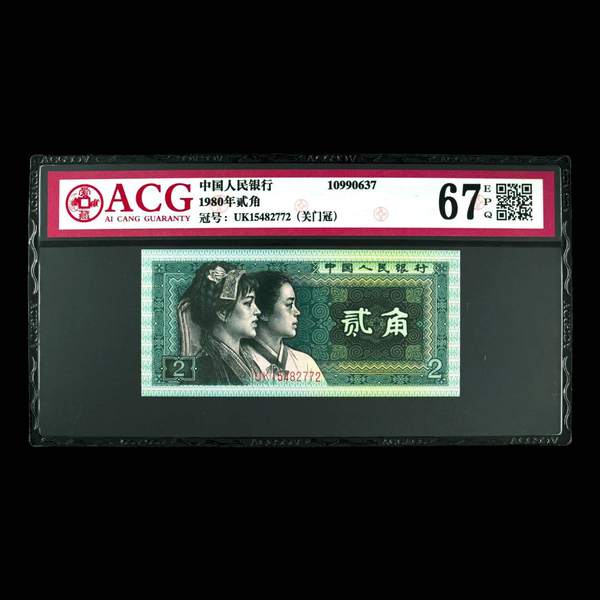 ACG
AI CANG GUARANTY
中国人民银行 10990637
1980年贰角
冠号：UK15482772（关门冠）
67
EPQ
中国人民银行
贰角
UK15482772
2
2